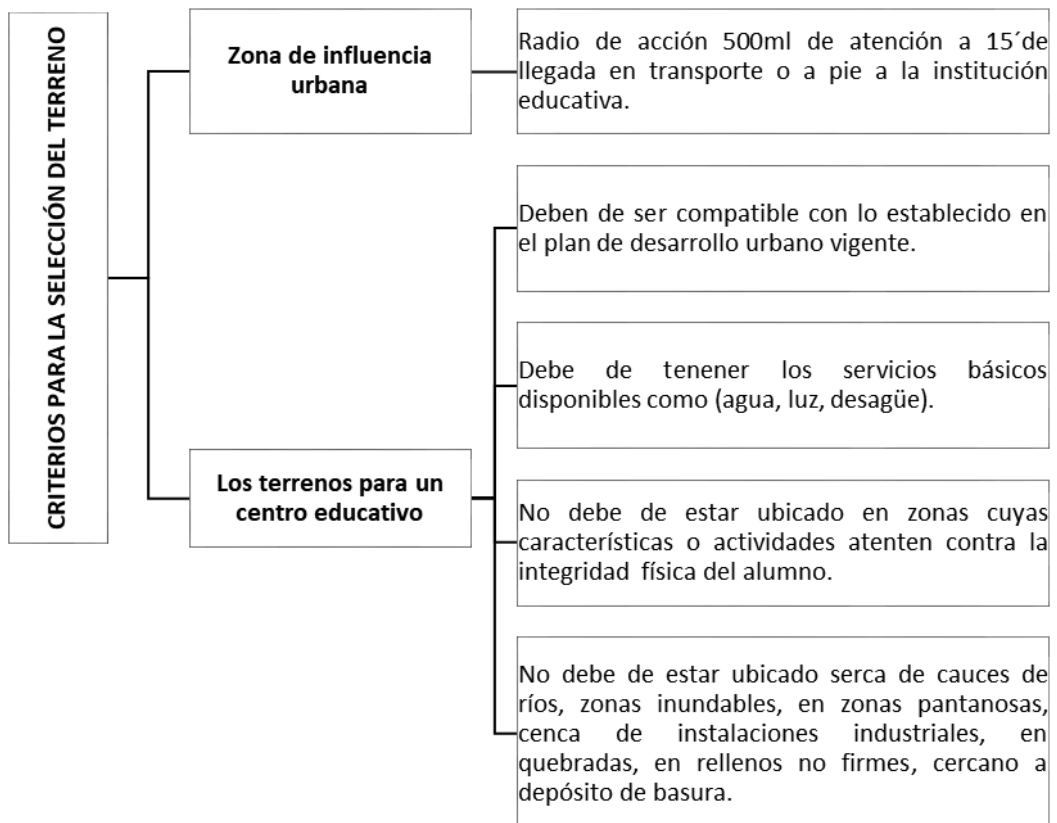 CRITERIOS PARA LA SELECCIÓN DEL TERRENO
Zona de influencia
urbana
Radio de acción 500ml de atención a 15´de
llegada en transporte o a pie a la institución
educativa.
Los terrenos para un
centro educativo
Deben de ser compatible con lo establecido en
el plan de desarrollo urbano vigente.
Debe de tenener los servicios básicos
disponibles como (agua, luz, desagüe).
No debe de estar ubicado en zonas cuyas
características o actividades atenten contra la
integridad física del alumno.
No debe de estar ubicado serca de cauces de
ríos, zonas inundables, en zonas pantanosas,
cenca de instalaciones industriales, en
quebradas, en rellenos no firmes, cercano a
depósito de basura.